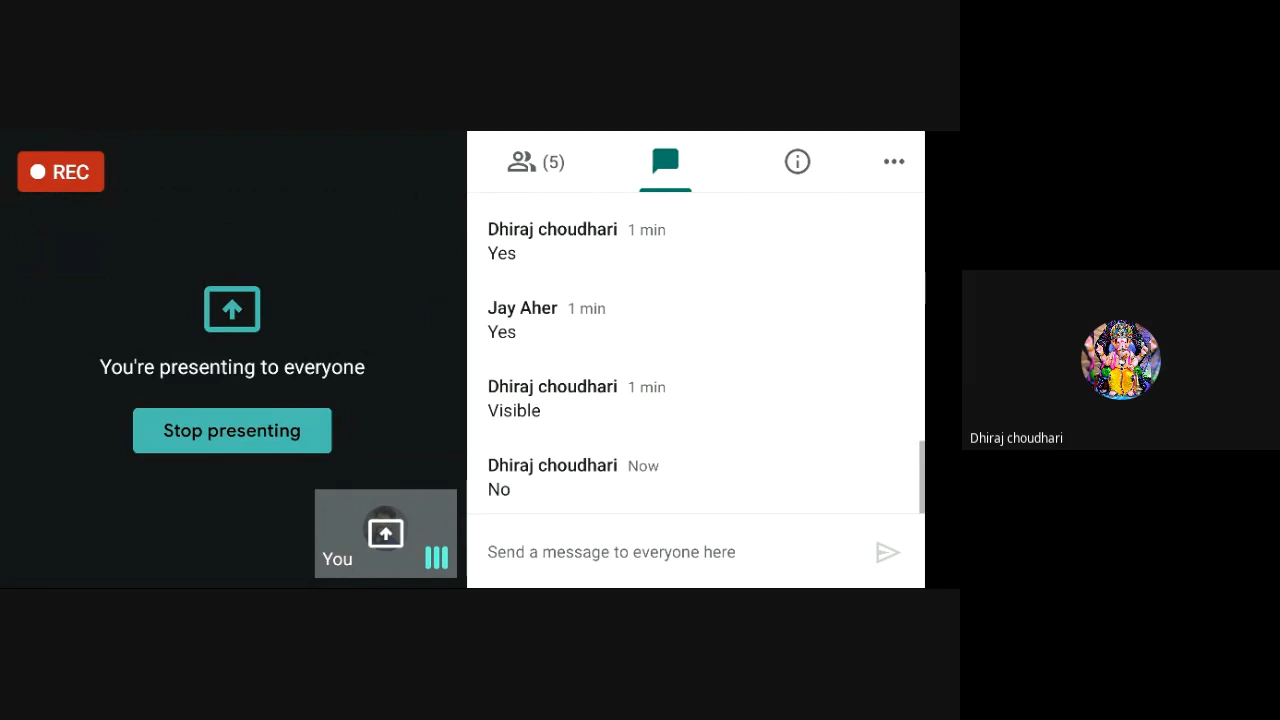 REC
You're presenting to everyone
Stop presenting
You
(5)
Dhiraj choudhari 1 min
Yes
Jay Aher 1 min
Yes
Dhiraj choudhari 1 min
Visible
Dhiraj choudhari Now
No
Send a message to everyone here
Dhiraj choudhari